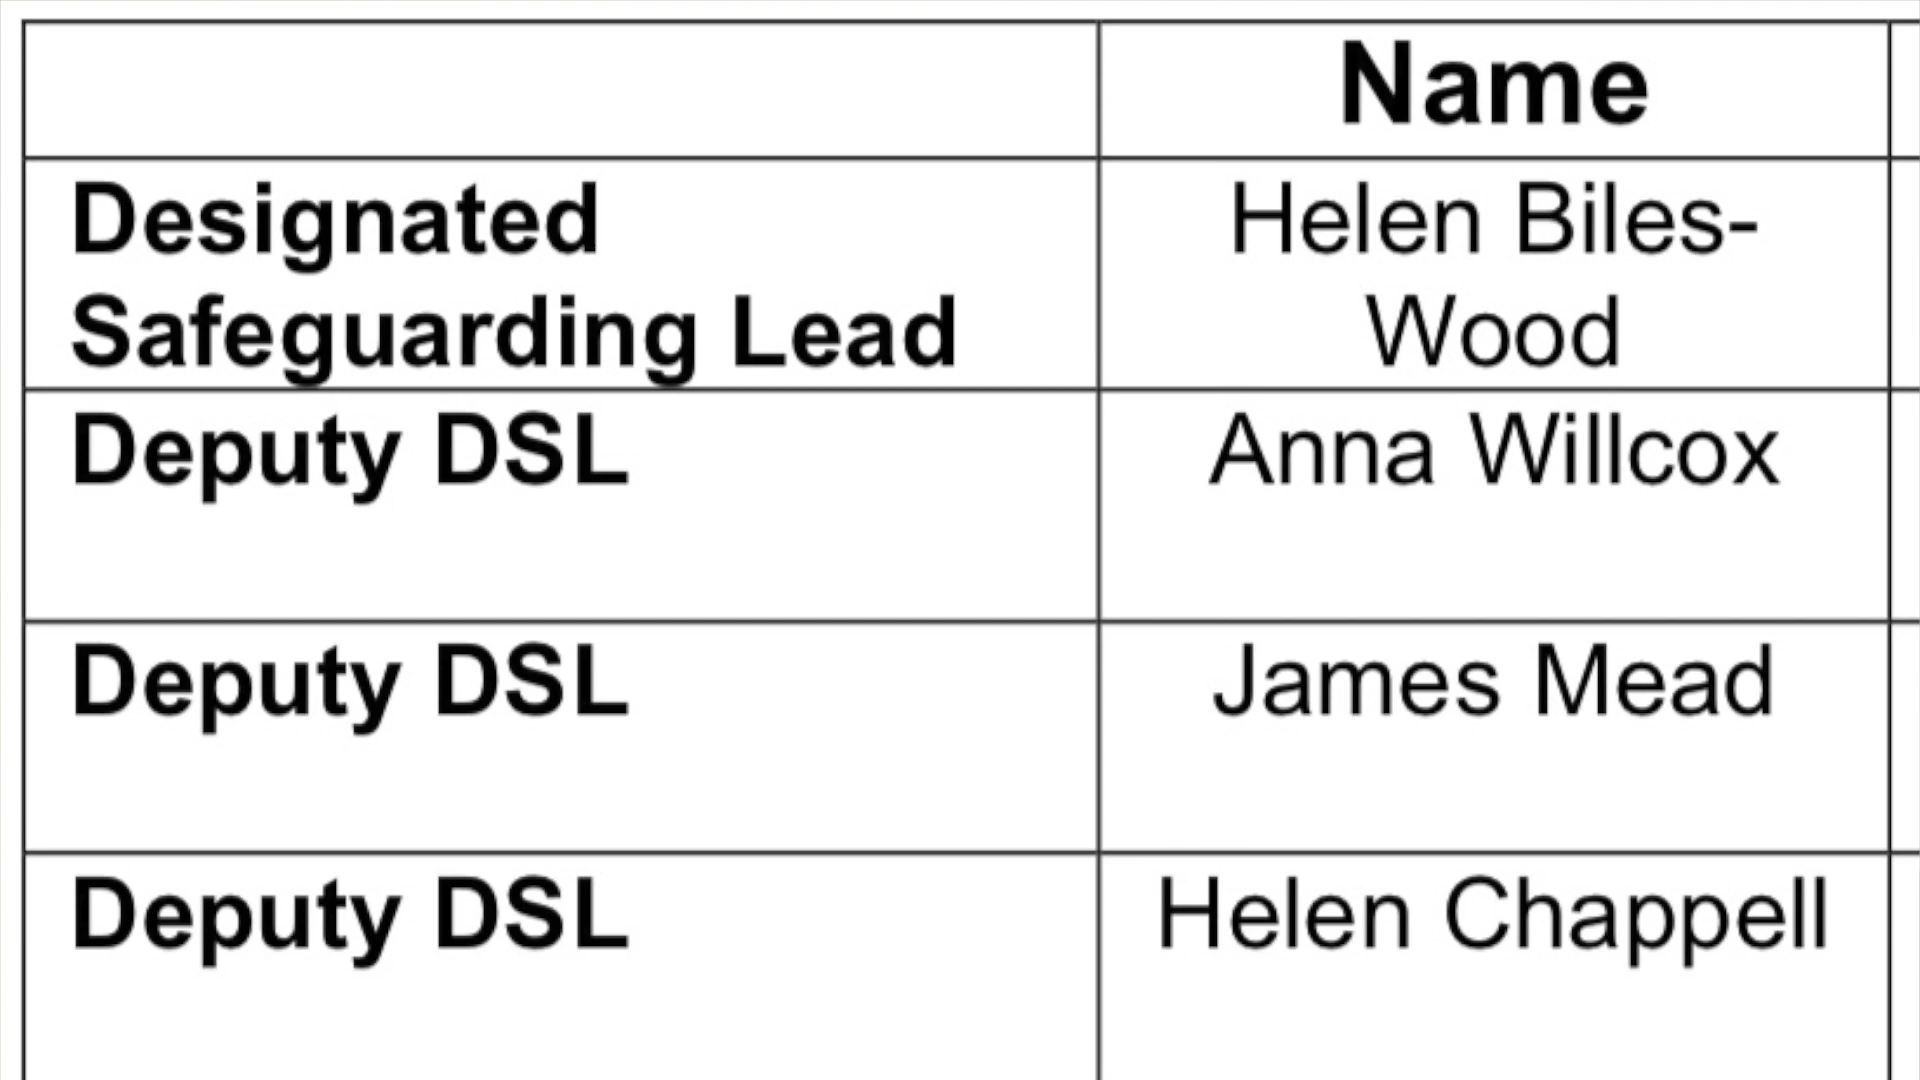 Name
Designated
Safeguarding Lead
Helen Biles-
Wood
Deputy DSL
Anna Willcox
Deputy DSL
James Mead
Deputy DSL
Helen Chappell